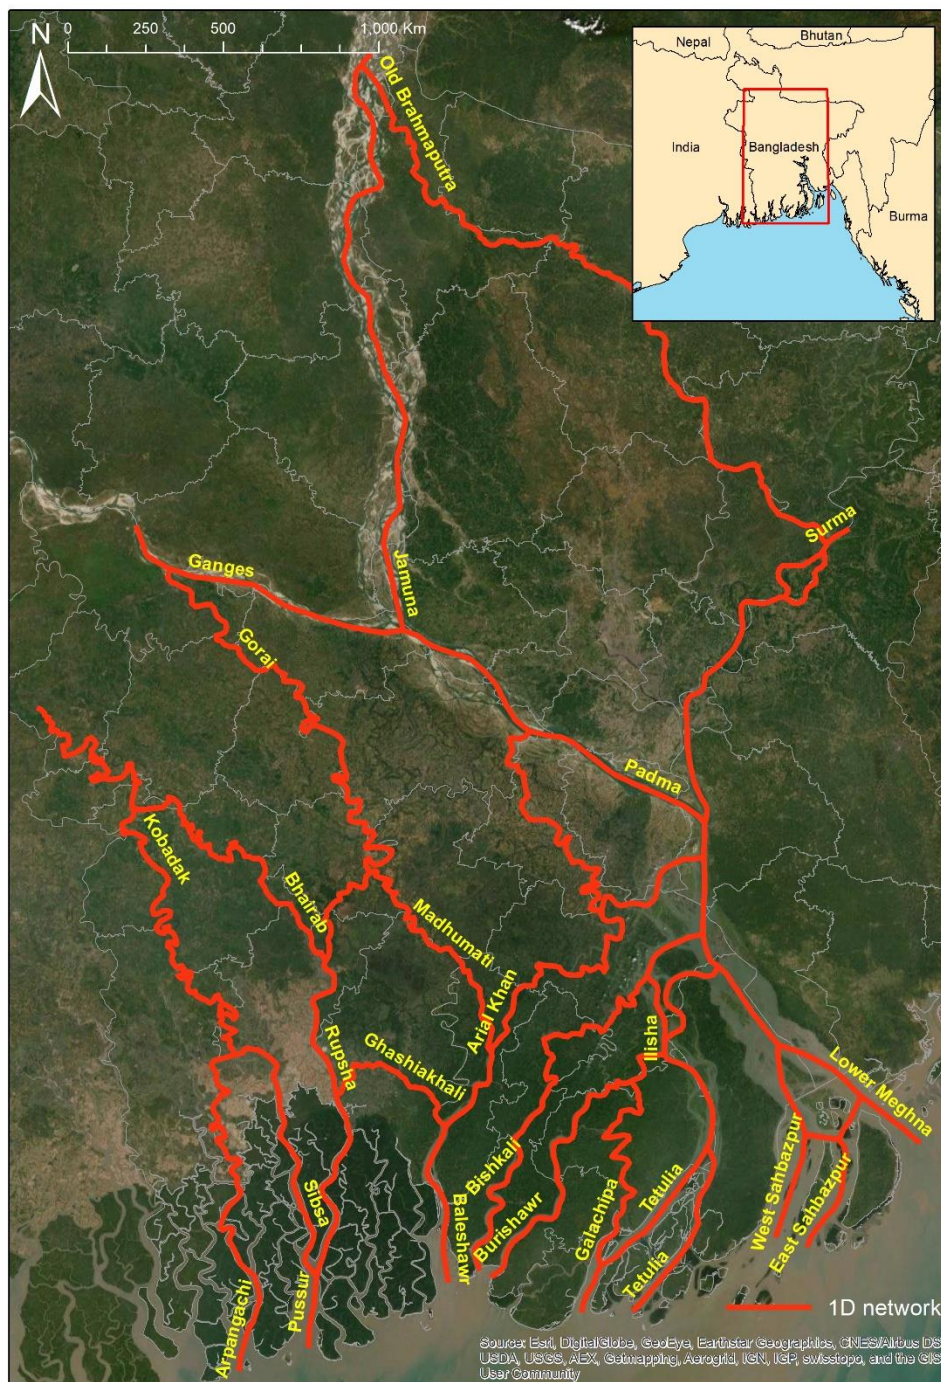 N
0 250 500 1,000 Km
Nepal
Bhutan
India
Bangladesh
Burma
Old Brahmaputra
Surma
Ganges
Jamuna
Gorai
Padma
Kobadak
Bhairab
Madhumati
Arial Khan
Ilisha
Rupsha
Ghashiakhali
Lower Meghna
West Sahbazpur
East Sahbazpur
Bishkali
Tetulia
Sibsa
Baleshawr
Burishawr
Galachipa
Tetulia
Pussur
Arpangachi
1D network
Source: Esri, DigitalGlobe, GeoEye, Earthstar Geographics, CNES/Airbus DS
USDA, USGS, AEX, Getmapping, Aerogrid, IGN, IGP, swisstopo, and the GIS
User Community